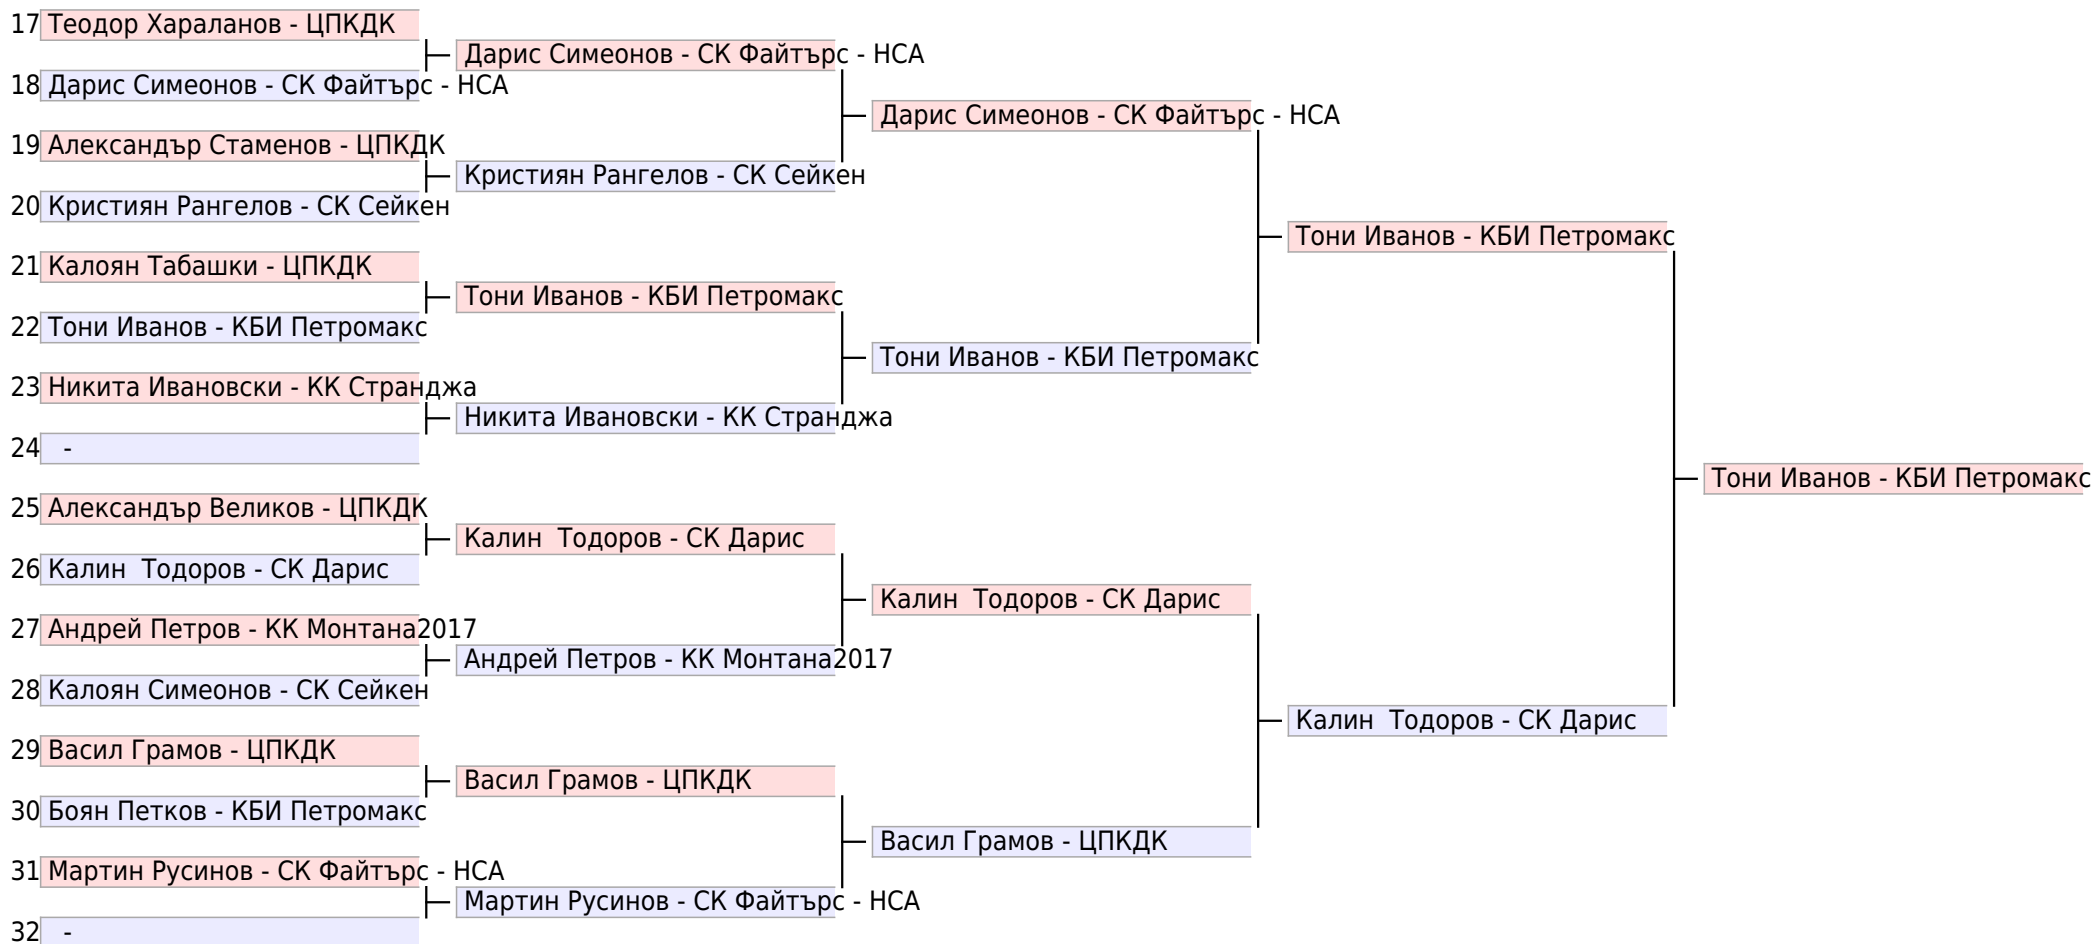 17 Теодор Хараланов - ЦПКДК
Дарис Симеонов - СК Файтърс - НСА
18 Дарис Симеонов - СК Файтърс - НСА
Дарис Симеонов - СК Файтърс - НСА
19 Александър Стаменов - ЦПКДК
Кристиян Рангелов - СК Сейкен
20 Кристиян Рангелов - СК Сейкен
Тони Иванов - КБИ Петромакс
21 Калоян Табашки - ЦПКДК
Тони Иванов - КБИ Петромакс
22 Тони Иванов - КБИ Петромакс
Тони Иванов - КБИ Петромакс
23 Никита Ивановски - КК Странджа
Никита Ивановски - КК Странджа
24 -
Тони Иванов - КБИ Петромакс
25 Александър Великов - ЦПКДК
Калин  Тодоров - СК Дарис
26 Калин  Тодоров - СК Дарис
Калин  Тодоров - СК Дарис
27 Андрей Петров - КК Монтана2017
Андрей Петров - КК Монтана2017
28 Калоян Симеонов - СК Сейкен
Калин  Тодоров - СК Дарис
29 Васил Грамов - ЦПКДК
Васил Грамов - ЦПКДК
30 Боян Петков - КБИ Петромакс
Васил Грамов - ЦПКДК
31 Мартин Русинов - СК Файтърс - НСА
Мартин Русинов - СК Файтърс - НСА
32 -